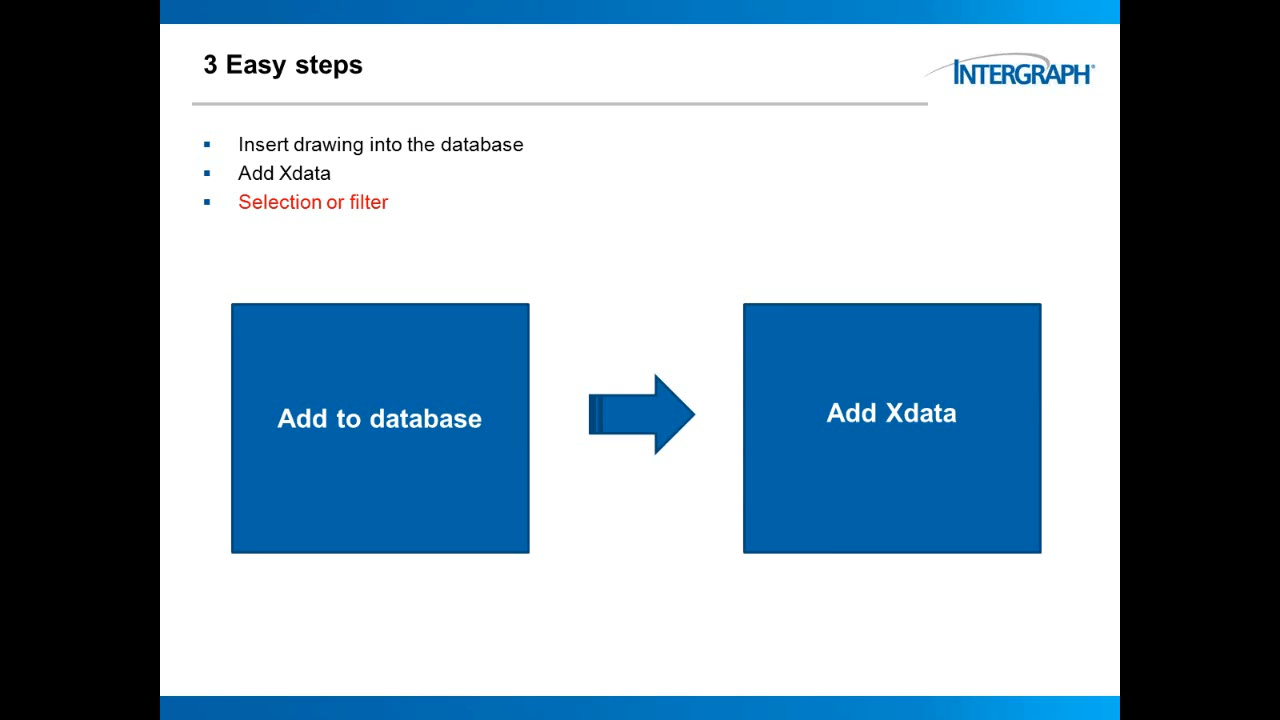 3 Easy steps
INTERGRAPH®
Insert drawing into the database
Add Xdata
Selection or filter
Add to database
Add Xdata